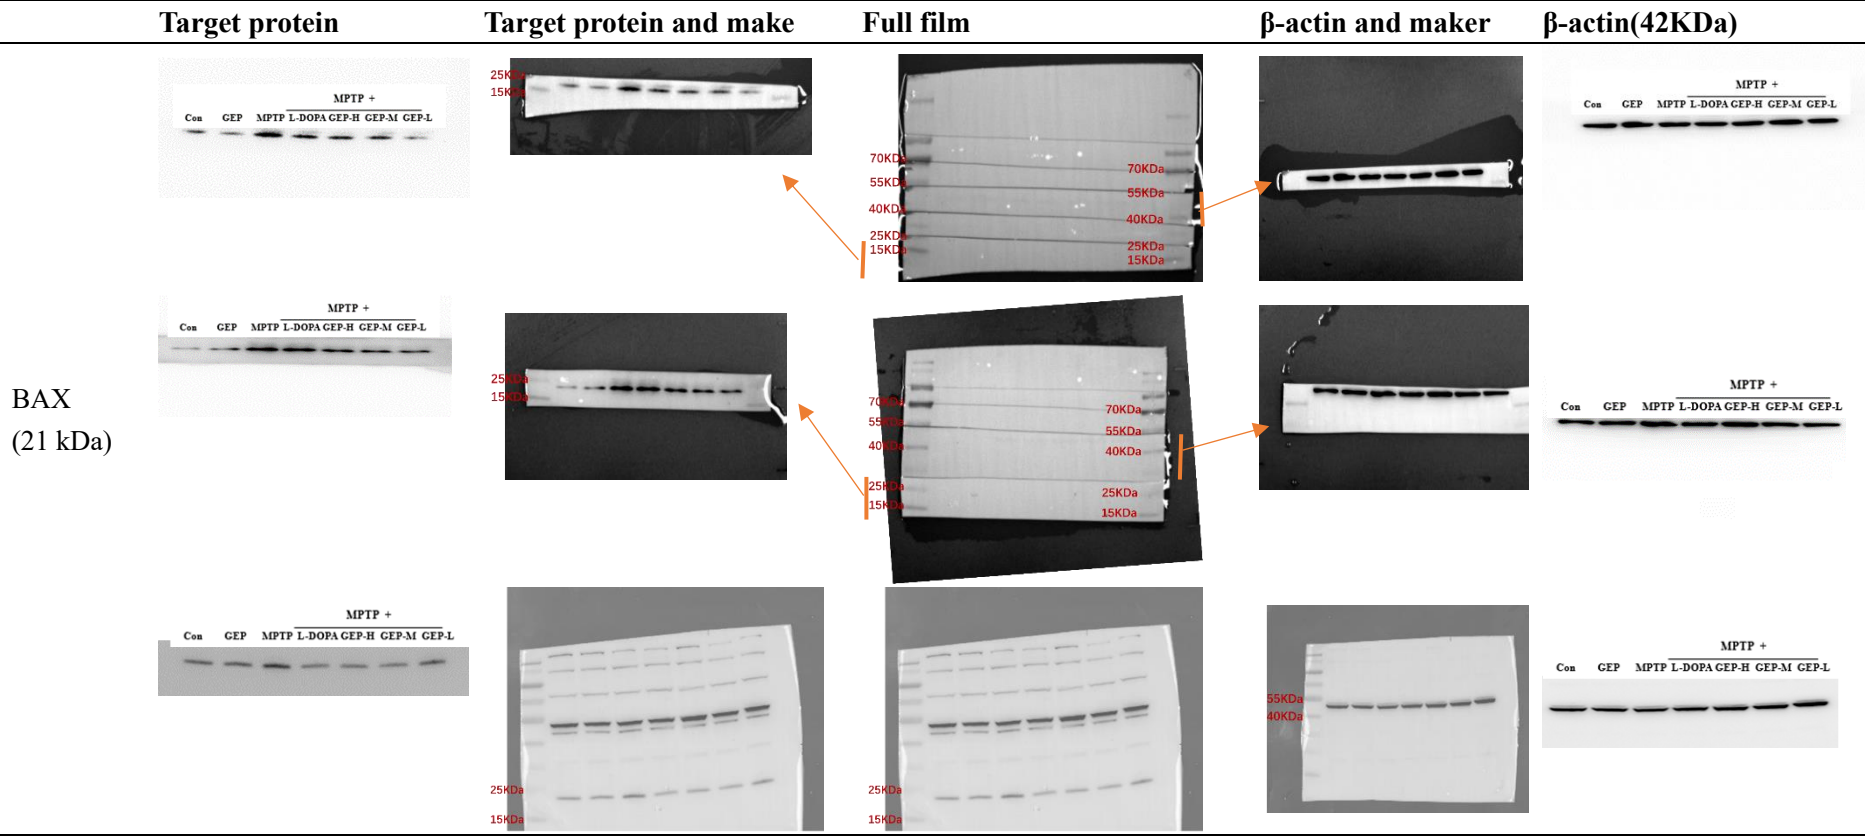 Target protein
Target protein and make
Full film
β-actin and maker
β-actin(42KDa)
BAX
(21 kDa)
MPTP +
Con GEP MPTP L-DOPA GEP-H GEP-M GEP-L
25KDa
15KDa
70KDa
55KDa
40KDa
25KDa
15KDa
70KDa
55KDa
40KDa
25KDa
15KDa
MPTP +
Con GEP MPTP L-DOPA GEP-H GEP-M GEP-L
MPTP +
Con GEP MPTP L-DOPA GEP-H GEP-M GEP-L
25KDa
15KDa
70KDa
55KDa
40KDa
25KDa
15KDa
70KDa
55KDa
40KDa
25KDa
15KDa
MPTP +
Con GEP MPTP L-DOPA GEP-H GEP-M GEP-L
MPTP +
Con GEP MPTP L-DOPA GEP-H GEP-M GEP-L
25KDa
15KDa
25KDa
15KDa
55KDa
40KDa
MPTP +
Con GEP MPTP L-DOPA GEP-H GEP-M GEP-L